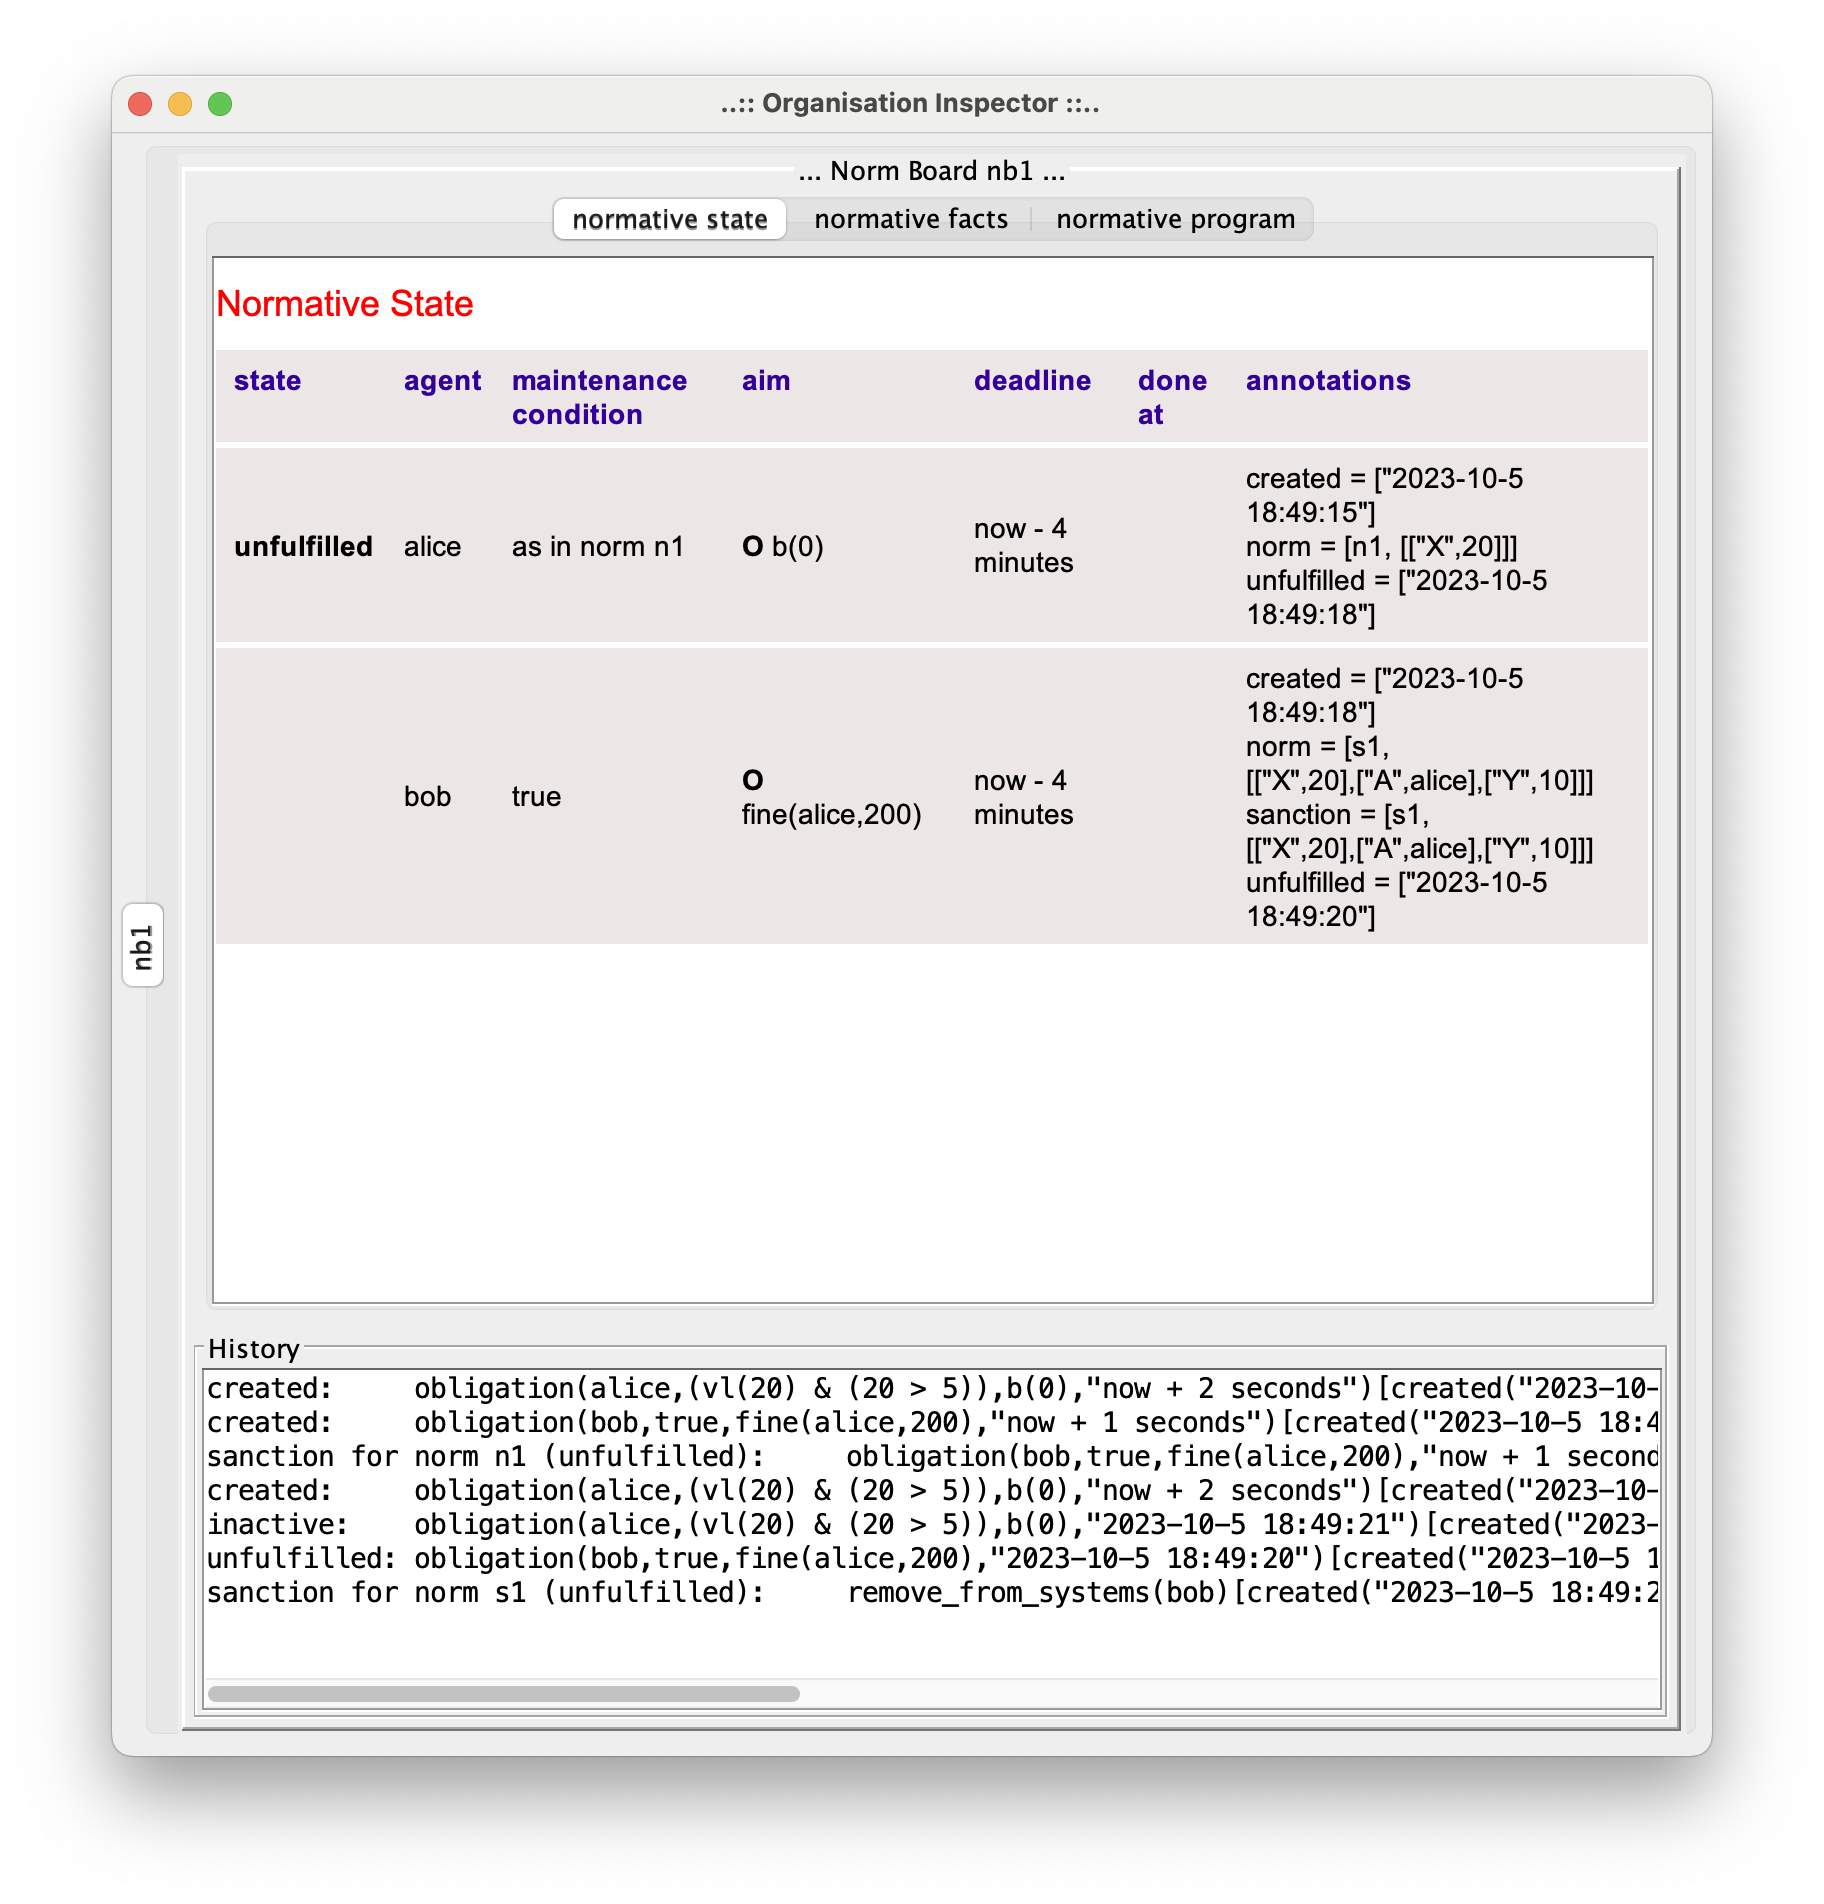 ..:: Organisation Inspector ::..
... Norm Board nb1 ...
normative state
normative facts
normative program
Normative State
state agent maintenance condition aim deadline done at annotations
unfulfilled alice as in norm n1 O b(0) now - 4 minutes
created = ["2023-10-5
18:49:15"]
norm = [n1, [["X",20]]]
unfulfilled = ["2023-10-5
18:49:18"]
bob true O fine(alice,200) now - 4 minutes
created = ["2023-10-5
18:49:18"]
norm = [s1,
[["X",20],["A",alice],["Y",10]]]
sanction = [s1,
[["X",20],["A",alice],["Y",10]]]
unfulfilled = ["2023-10-5
18:49:20"]
nb1
History
created: obligation(alice,(vl(20) & (20 > 5)),b(0),"now + 2 seconds")[created("2023-10-
created: obligation(bob,true,fine(alice,200),"now + 1 seconds")[created("2023-10-5 18:4
sanction for norm n1 (unfulfilled): obligation(bob,true,fine(alice,200),"now + 1 second
created: obligation(alice,(vl(20) & (20 > 5)),b(0),"now + 2 seconds")[created("2023-10-
inactive: obligation(alice,(vl(20) & (20 > 5)),b(0),"2023-10-5 18:49:21")[created("2023-
unfulfilled: obligation(bob,true,fine(alice,200),"2023-10-5 18:49:20")[created("2023-10-5 1
sanction for norm s1 (unfulfilled): remove_from_systems(bob)[created("2023-10-5 18:49:2